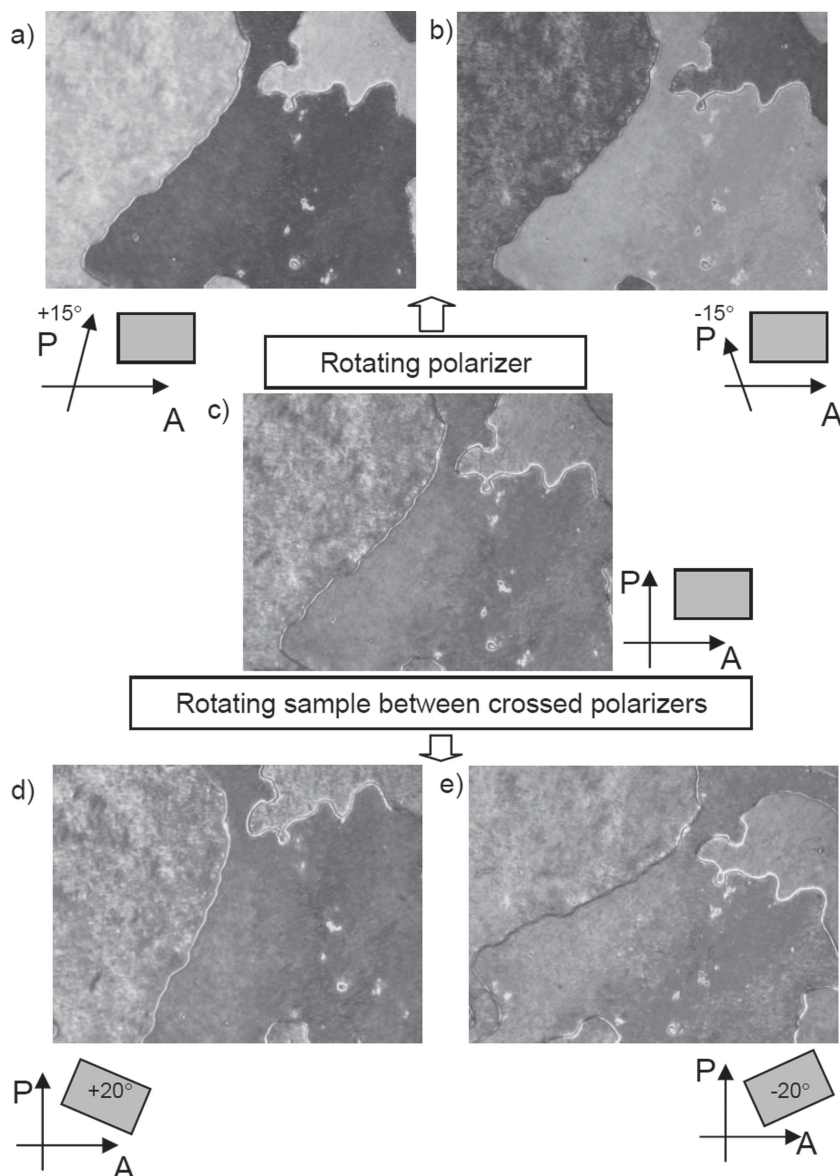 a)
b)
+15°
P
A
-15°
P
A
Rotating polarizer
c)
P
A
Rotating sample between crossed polarizers
d)
e)
P
+20°
A
P
-20°
A